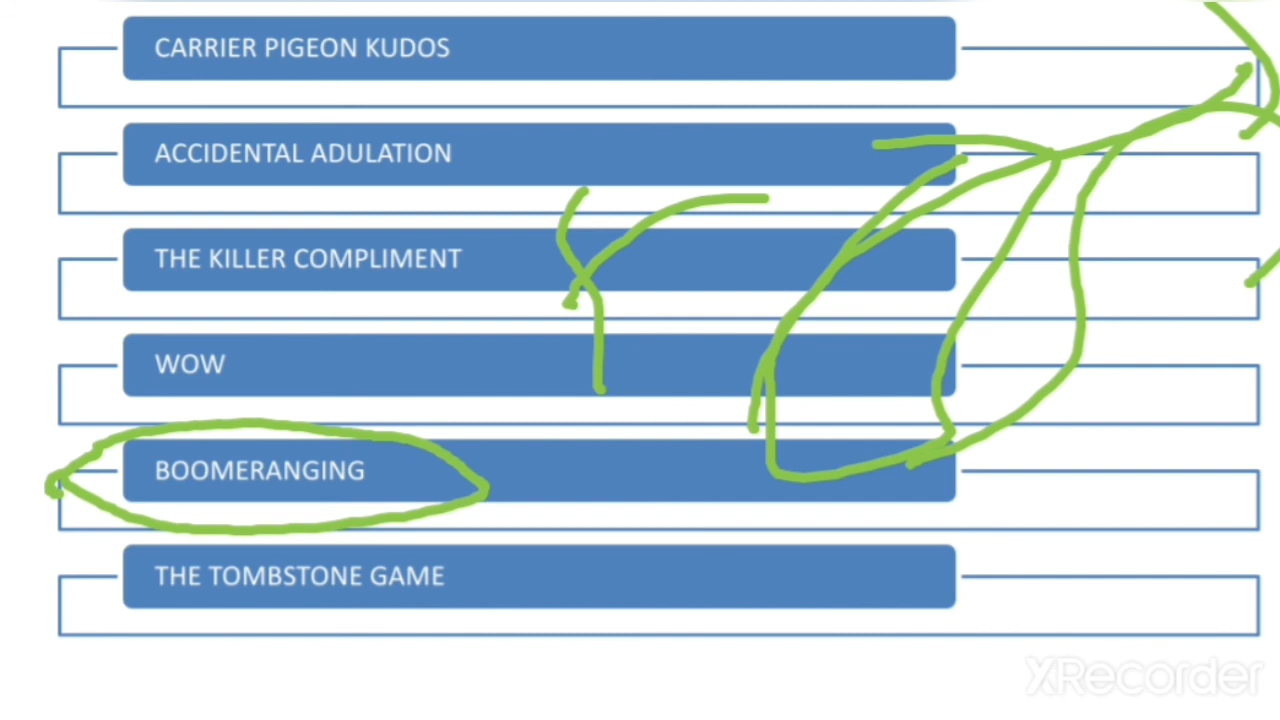 CARRIER PIGEON KUDOS
ACCIDENTAL ADULATION
THE KILLER COMPLIMENT
WOW
BOOMERANGING
THE TOMBSTONE GAME
XRecorder